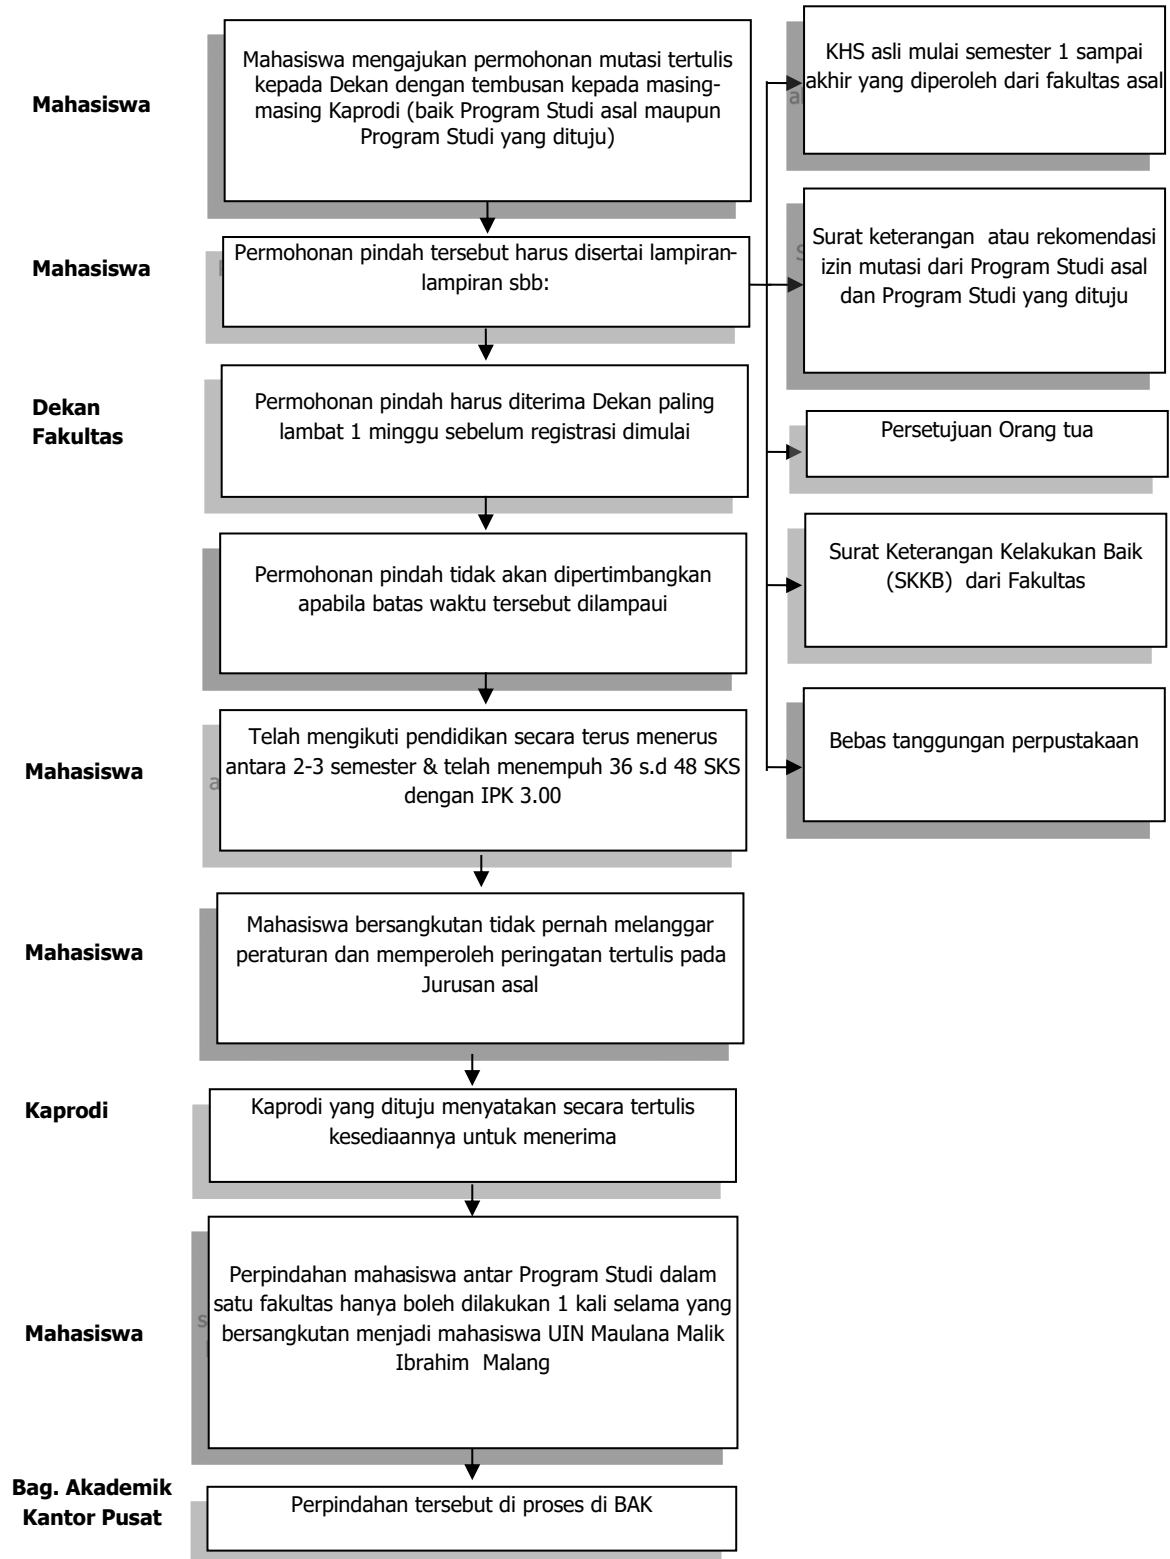 Mahasiswa
Mahasiswa mengajukan permohonan mutasi tertulis
kepada Dekan dengan tembusan kepada masing-
masing Kaprodi (baik Program Studi asal maupun
Program Studi yang dituju)
KHS asli mulai semester 1 sampai
akhir yang diperoleh dari fakultas asal
Mahasiswa
Permohonan pindah tersebut harus disertai lampiran-
lampiran sbb:
Surat keterangan atau rekomendasi
izin mutasi dari Program Studi asal
dan Program Studi yang dituju
Dekan
Fakultas
Permohonan pindah harus diterima Dekan paling
lambat 1 minggu sebelum registrasi dimulai
Persetujuan Orang tua
Permohonan pindah tidak akan dipertimbangkan
apabila batas waktu tersebut dilampaui
Surat Keterangan Kelakukan Baik
(SKKB) dari Fakultas
Mahasiswa
Telah mengikuti pendidikan secara terus menerus
antara 2-3 semester & telah menempuh 36 s.d 48 SKS
dengan IPK 3.00
Bebas tanggungan perpustakaan
Mahasiswa
Mahasiswa bersangkutan tidak pernah melanggar
peraturan dan memperoleh peringatan tertulis pada
Jurusan asal
Kaprodi
Kaprodi yang dituju menyatakan secara tertulis
kesediaannya untuk menerima
Mahasiswa
Perpindahan mahasiswa antar Program Studi dalam
satu fakultas hanya boleh dilakukan 1 kali selama yang
bersangkutan menjadi mahasiswa UIN Maulana Malik
Ibrahim Malang
Bag. Akademik
Kantor Pusat
Perpindahan tersebut di proses di BAK